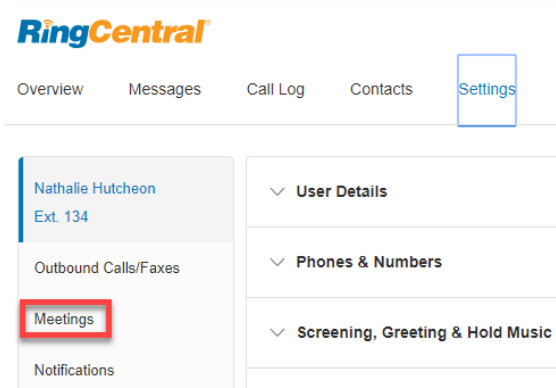 RingCentral
Overview Messages Call Log Contacts Settings
Nathalie Hutcheon
Ext. 134
Outbound Calls/Faxes
Meetings
Notifications
User Details
Phones & Numbers
Screening, Greeting & Hold Music